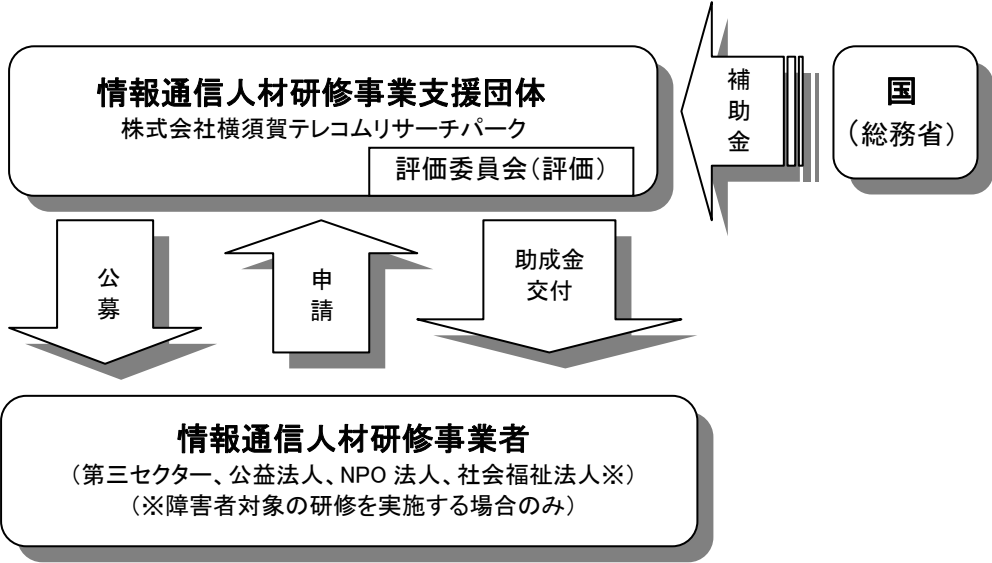 情報通信人材研修事業支援団体
株式会社横須賀テレコムリサーチパーク
評価委員会（評価）
補助金
国
（総務省）
公募
申請
助成金
交付
情報通信人材研修事業者
（第三セクター、公益法人、NPO 法人、社会福祉法人※）
（※障害者対象の研修を実施する場合のみ）